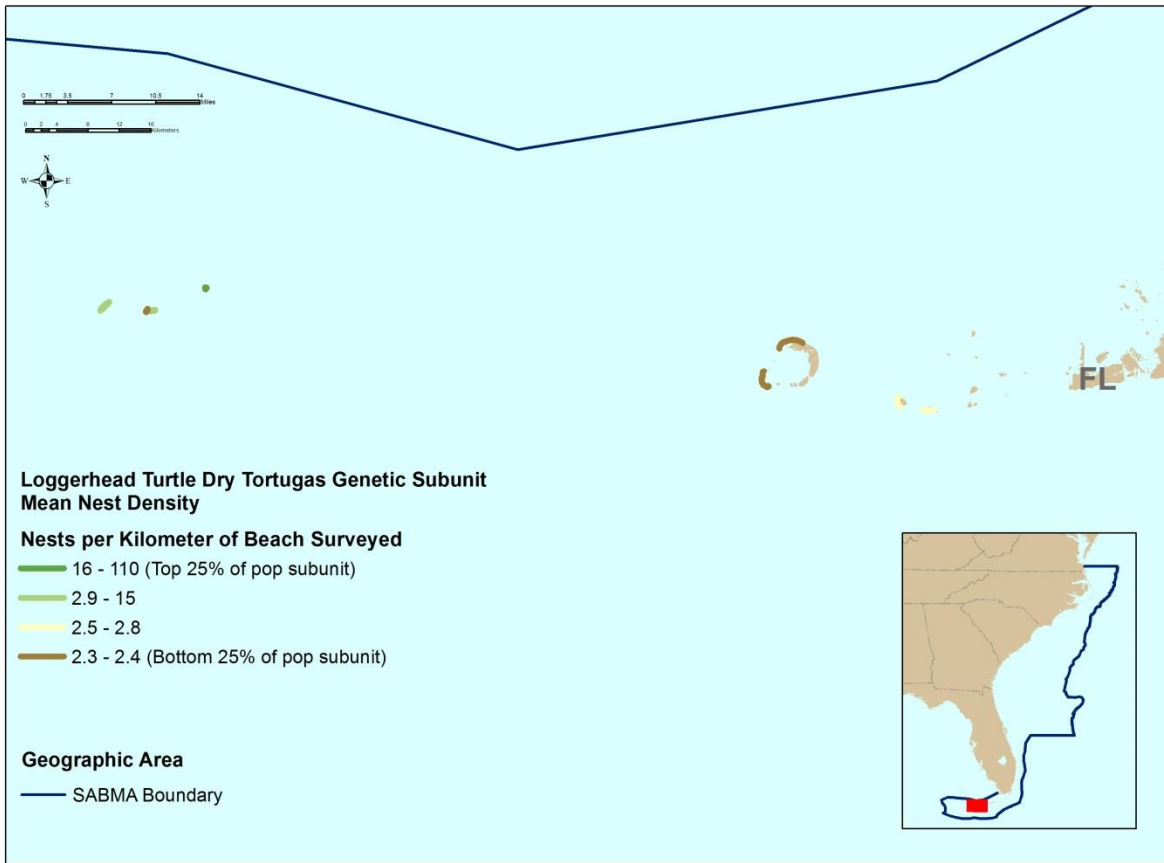 0 1.75 3.5 7 10.5 14
Miles
0 2 4 8 12 16
Kilometers
N
W E
S
FL
Loggerhead Turtle Dry Tortugas Genetic Subunit
Mean Nest Density
Nests per Kilometer of Beach Surveyed
16 - 110 (Top 25% of pop subunit)
2.9 - 15
2.5 - 2.8
2.3 - 2.4 (Bottom 25% of pop subunit)
Geographic Area
SABMA Boundary